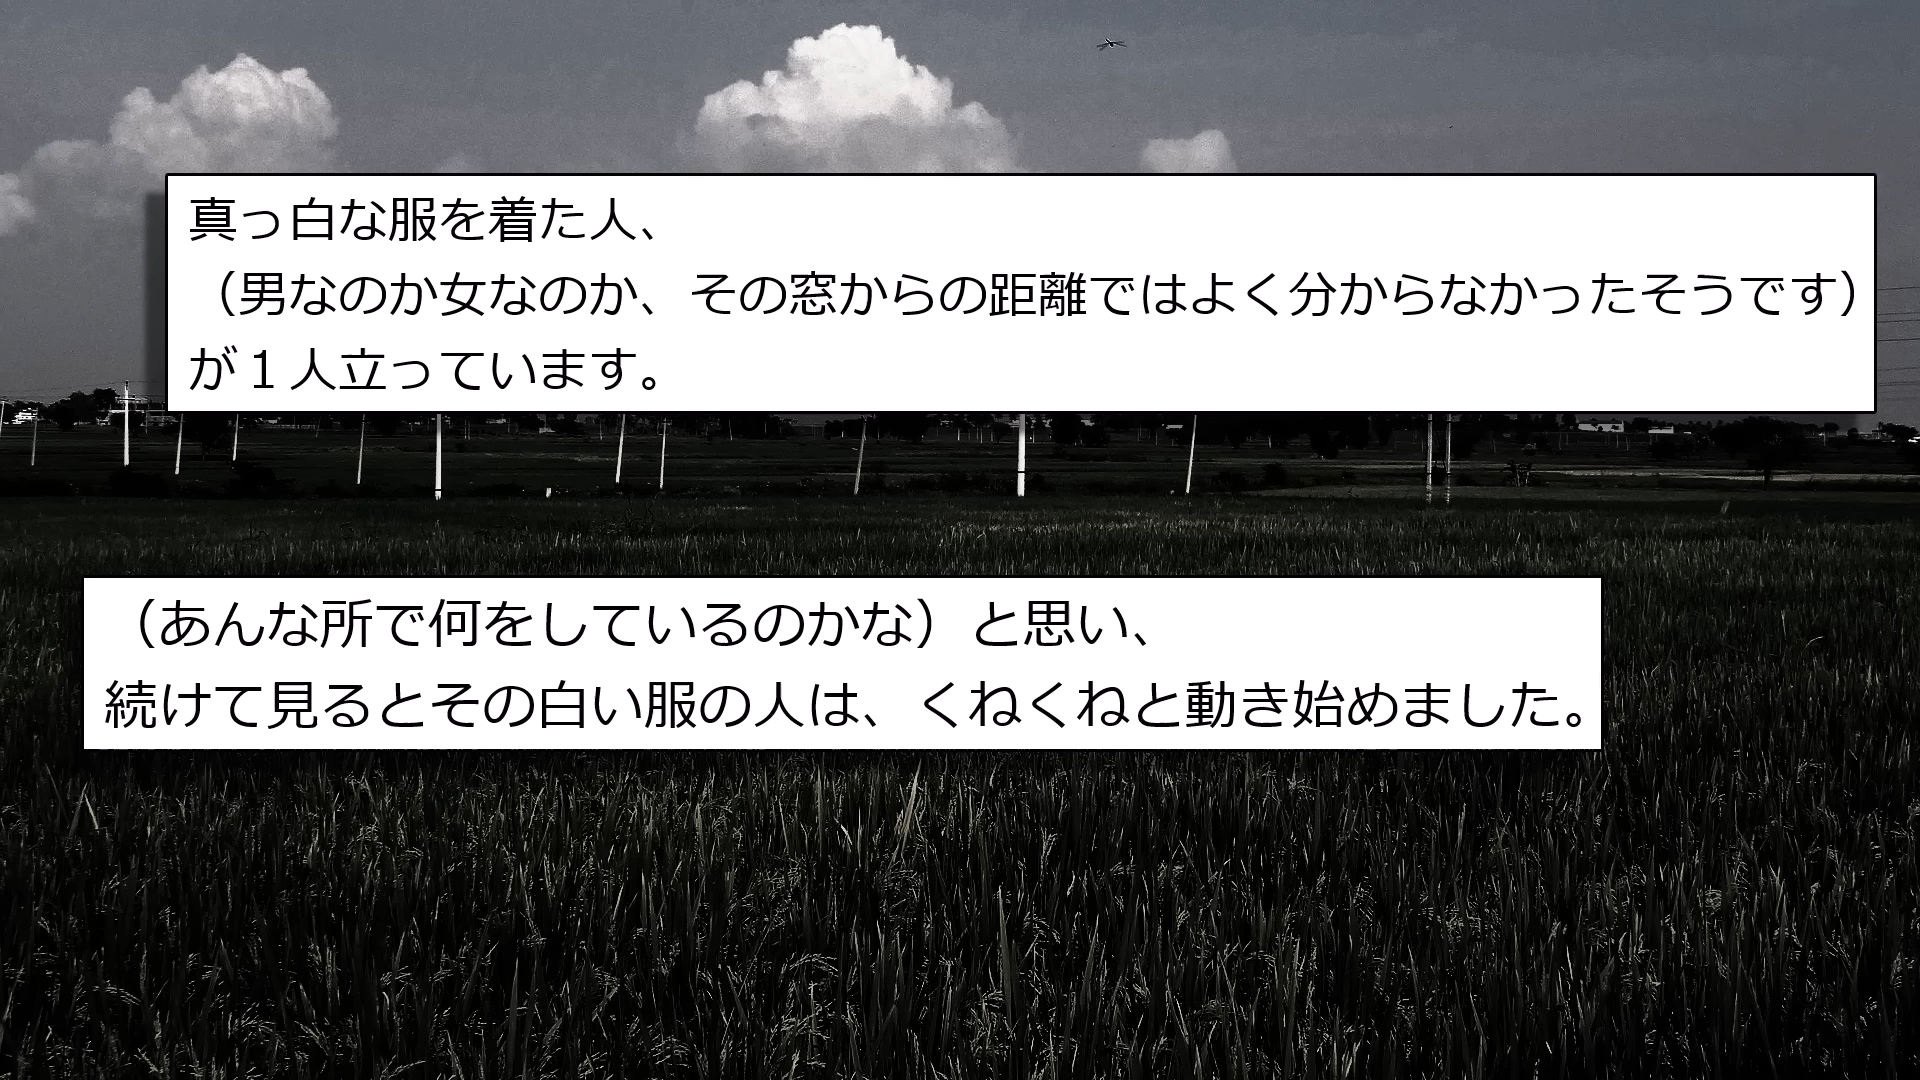 真っ白な服を着た人、
（男なのか女なのか、その窓からの距離ではよく分からなかったそうです）
が１人立っています。
（あんな所で何をしているのかな）と思い、
続けて見るとその白い服の人は、くねくねと動き始めました。